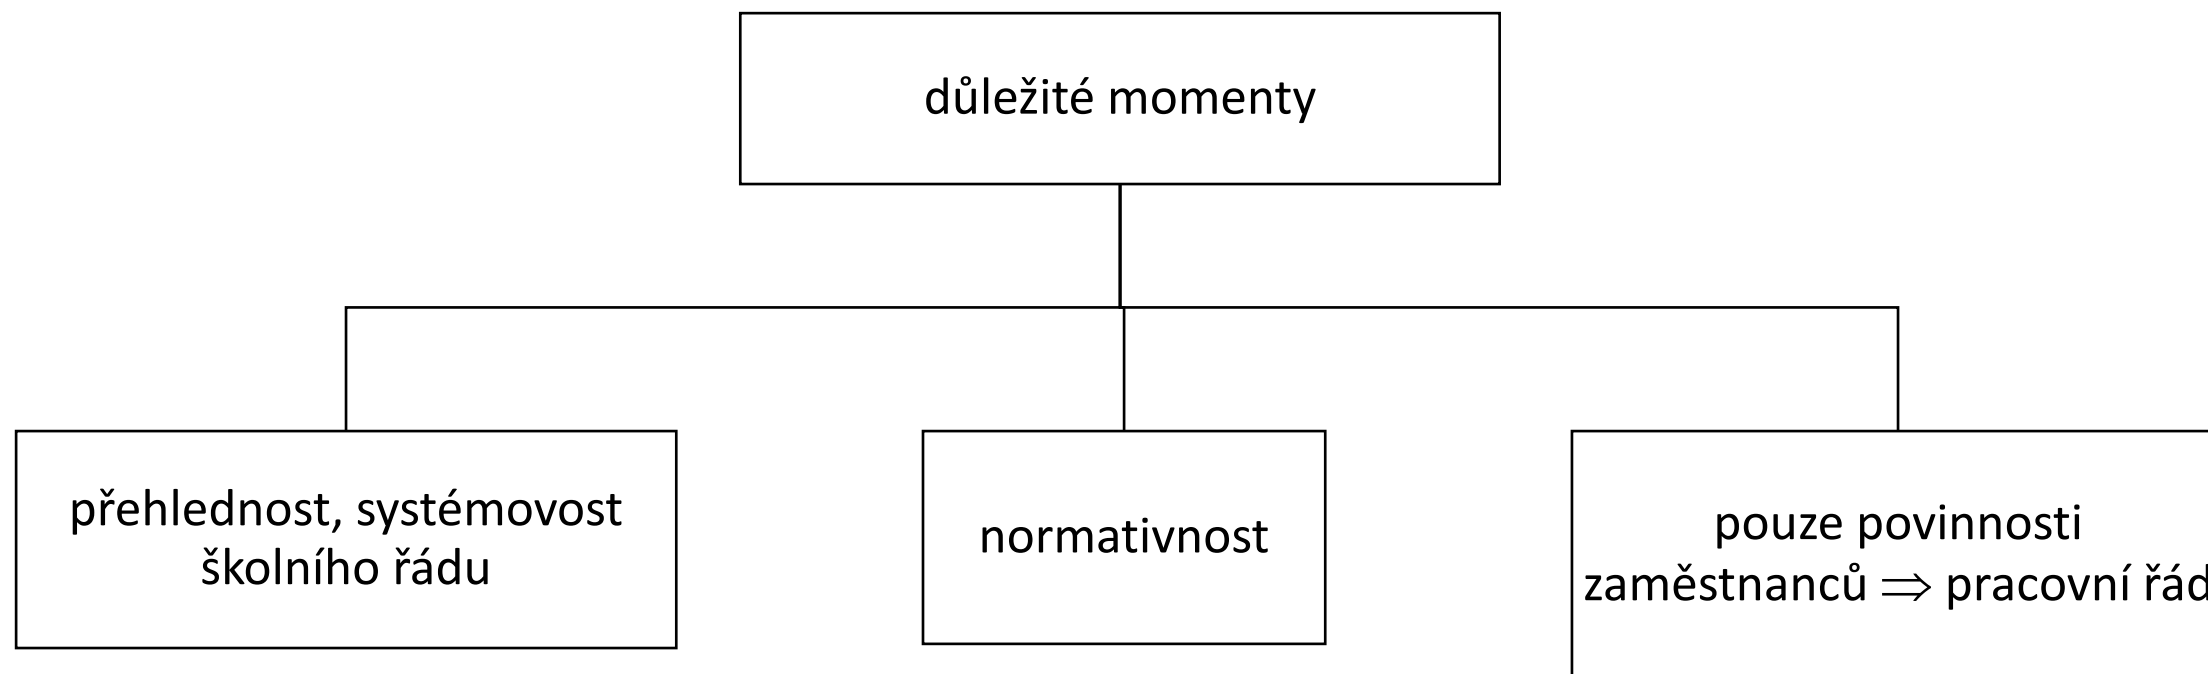 důležité momenty
přehlednost, systémovost
školního řádu
normativnost
pouze povinnosti
zaměstnanců ⇒ pracovní řád